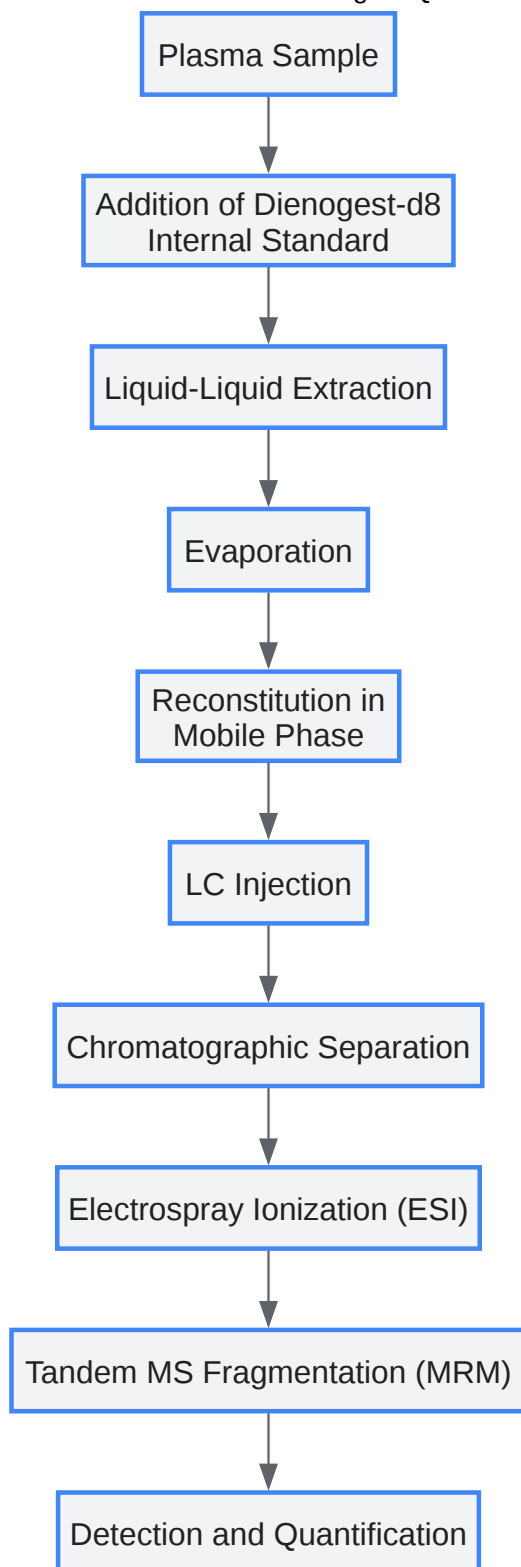 Plasma Sample
Addition of Dienogest-d8
Internal Standard
Liquid-Liquid Extraction
Evaporation
Reconstitution in
Mobile Phase
LC Injection
Chromatographic Separation
Electrospray Ionization (ESI)
Tandem MS Fragmentation (MRM)
Detection and Quantification